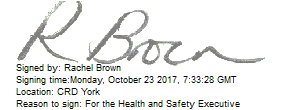 R Brown
Signed by: Rachel Brown
Signing time:Monday, October 23 2017, 7:33:28 GMT
Location: CRD York
Reason to sign: For the Health and Safety Executive